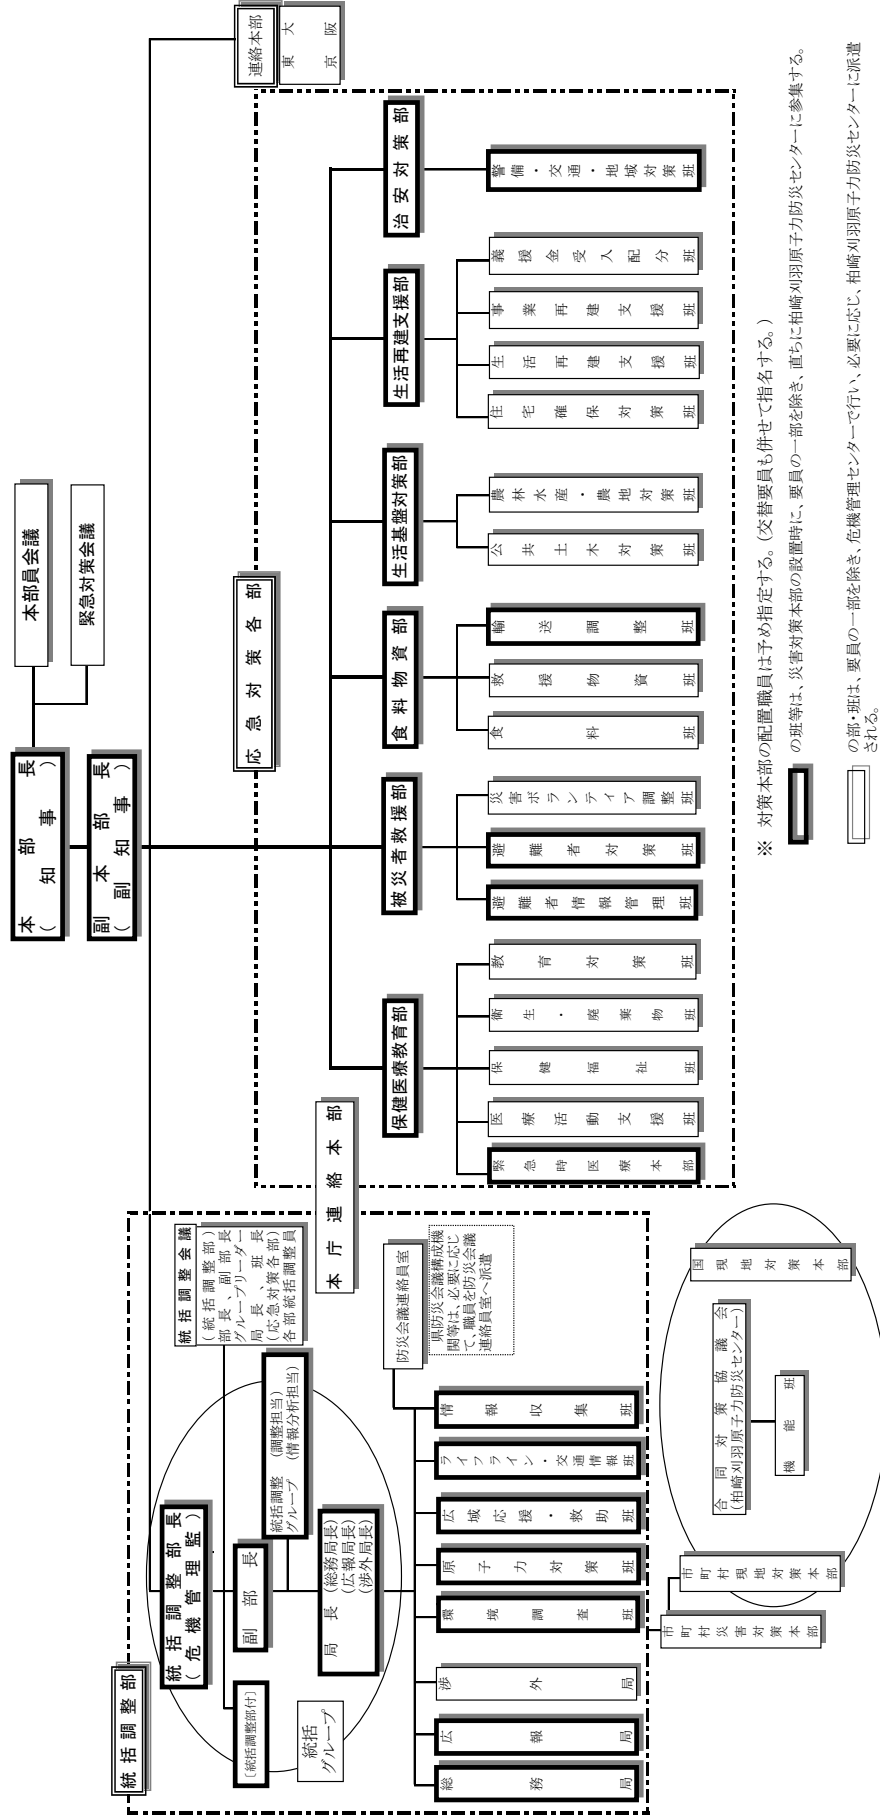 本部長
(知事)
副本部長
(副知事)
本部員会議
緊急対策会議
連絡本部
東京
大阪
統括調整部
統括調整部長
(危機管理監)
副部長
〔統括調整部付〕
統括調整グループ
(調整担当)
(情報分析担当)
局長
(総務局長)
(広報局長)
(渉外局長)
統括グループ
統括調整会議
(統括調整部)
部長、副部長
グループリーダー
局長、班長
(応急対策各部)
各部統括調整員
本庁連絡本部
防災会議連絡員室
県防災会議構成機
関等は、必要に応じ
て、職員を防災会議
連絡員室へ派遣
総務局
広報局
渉外局
環境調査班
原子力対策班
広域応援・救助班
ライフライン・交通情報班
情報収集班
応急対策各部
保健医療教育部
緊急時医療本部
医療活動支援班
保健福祉班
衛生・廃棄物班
教育対策班
被災者救援部
避難者情報管理班
避難者対策班
災害ボランティア調整班
食料物資部
食料班
救援物資班
輸送調整班
生活基盤対策部
公共土木対策班
農林水産・農地対策班
生活再建支援部
住宅確保対策班
生活再建支援班
事業再建支援班
義援金受入配分班
治安対策部
警備・交通・地域対策班
市町村災害対策本部
市町村現地対策本部
合同対策協議会
(柏崎刈羽原子力防災センター)
機能班
国現地対策本部
※ 対策本部の配置職員は予め指定する。(交替要員も併せて指名する。)
の班等は、災害対策本部の設置時に、要員の一部を除き、直ちに柏崎刈羽原子力防災センターに参集する。
の部・班は、要員の一部を除き、危機管理センターで行い、必要に応じ、柏崎刈羽原子力防災センターに派遣
される。